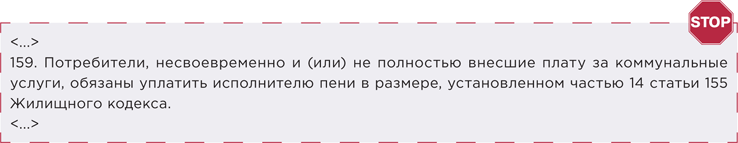 STOP
<...>
159. Потребители, несвоевременно и (или) не полностью внесшие плату за коммунальные
услуги, обязаны уплатить исполнителю пени в размере, установленном частью 14 статьи 155
Жилищного кодекса.
<...>